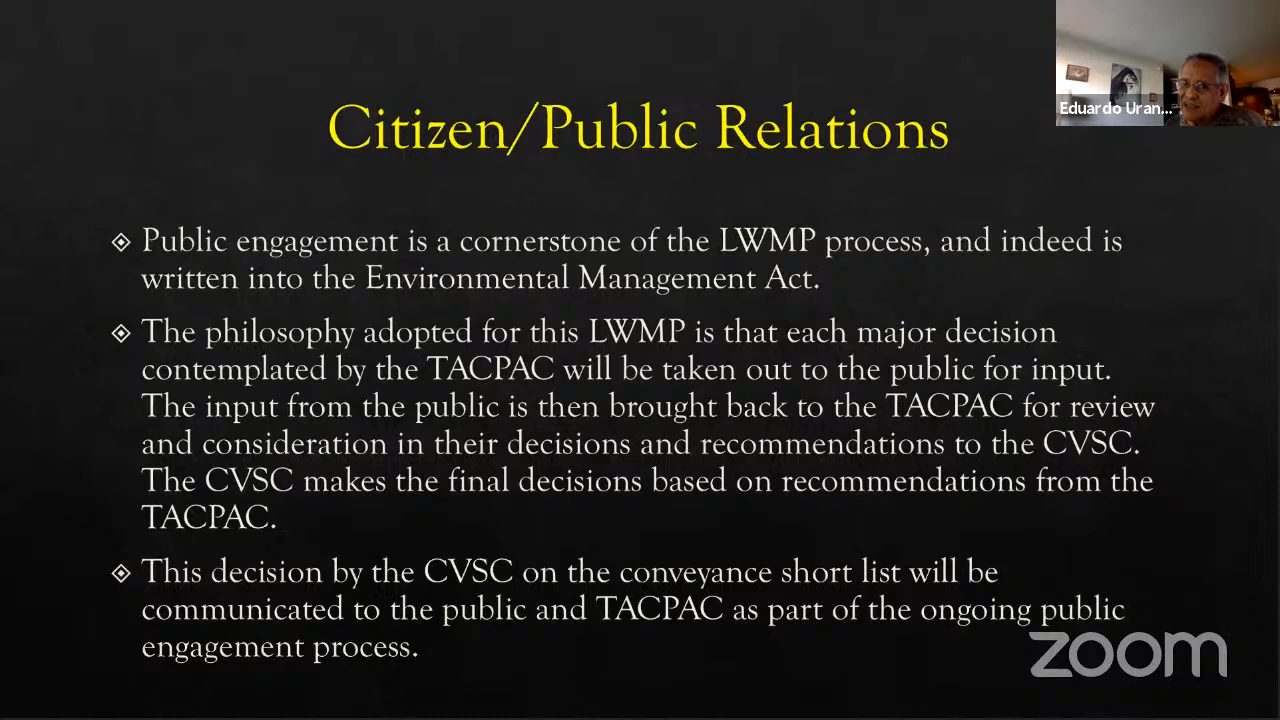 Eduardo Uran...
Citizen/Public Relations
Public engagement is a cornerstone of the LWMP process, and indeed is
written into the Environmental Management Act.
The philosophy adopted for this LWMP is that each major decision
contemplated by the TACPAC will be taken out to the public for input.
The input from the public is then brought back to the TACPAC for review
and consideration in their decisions and recommendations to the CVSC.
The CVSC makes the final decisions based on recommendations from the
TACPAC.
This decision by the CVSC on the conveyance short list will be
communicated to the public and TACPAC as part of the ongoing public
engagement process.
zoom